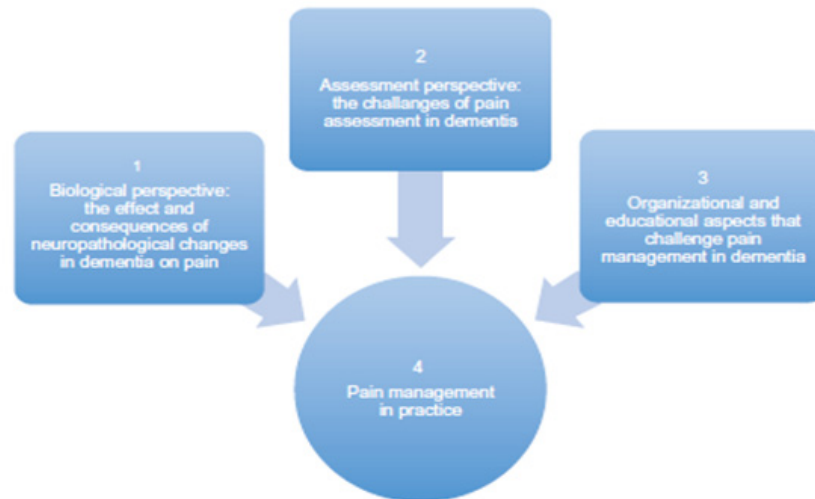 1
Biological perspective:
the effect and
consequences of
neuropathological changes
in dementia on pain
2
Assessment perspective:
the challanges of pain
assessment in dementis
3
Organizational and
educational aspects that
challenge pain
management in dementia
4
Pain management
in practice